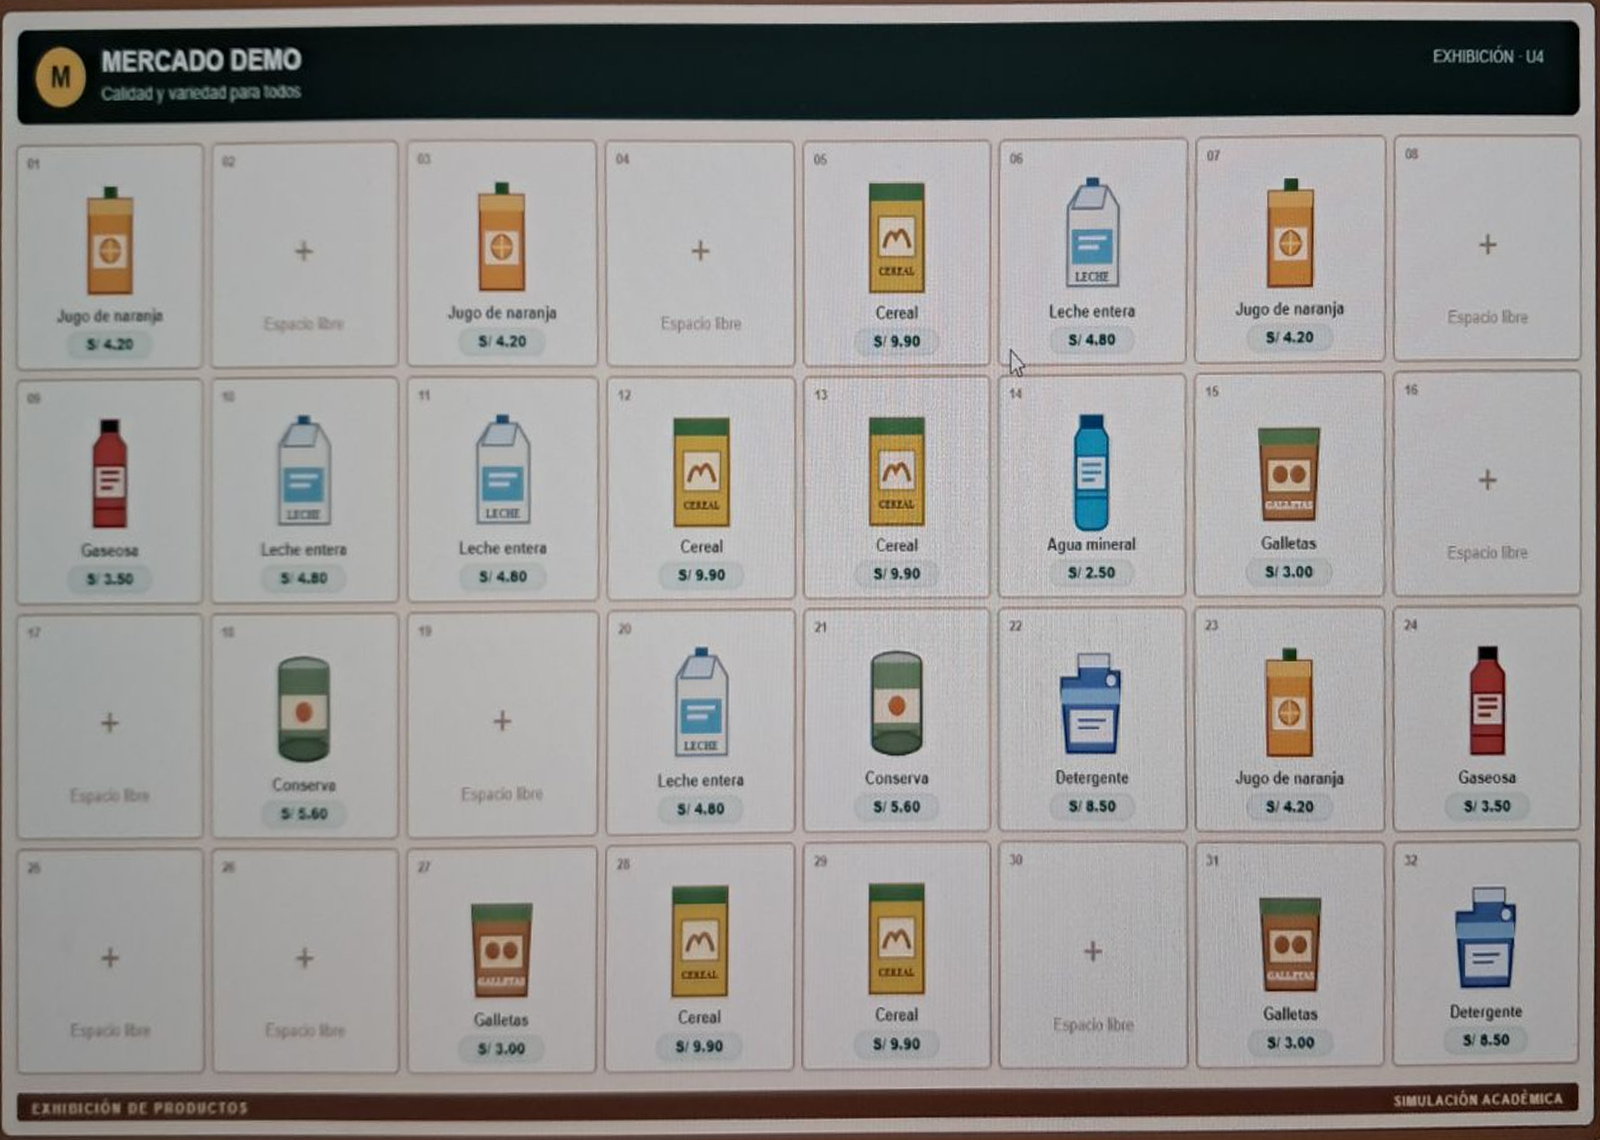 M
MERCADO DEMO
Calidad y variedad para todos
EXHIBICIÓN · U4
01
02
03
04
05
06
07
08
CEREAL
LECHE
Jugo de naranja
Espacio libre
Jugo de naranja
Espacio libre
Cereal
Leche entera
Jugo de naranja
Espacio libre
S/ 4.20
S/ 4.20
S/ 9.90
S/ 4.80
S/ 4.20
09
10
11
12
13
14
15
16
LECHE
LECHE
CEREAL
CEREAL
GALLETAS
Gaseosa
Leche entera
Leche entera
Cereal
Cereal
Agua mineral
Galletas
Espacio libre
S/ 3.50
S/ 4.80
S/ 4.80
S/ 9.90
S/ 9.90
S/ 2.50
S/ 3.00
17
18
19
20
21
22
23
24
LECHE
Espacio libre
Conserva
Espacio libre
Leche entera
Conserva
Detergente
Jugo de naranja
Gaseosa
S/ 5.60
S/ 4.80
S/ 5.60
S/ 8.50
S/ 4.20
S/ 3.50
25
26
27
28
29
30
31
32
GALLETAS
CEREAL
CEREAL
GALLETAS
Espacio libre
Espacio libre
Galletas
Cereal
Cereal
Espacio libre
Galletas
Detergente
S/ 3.00
S/ 9.90
S/ 9.90
S/ 3.00
S/ 8.50
EXHIBICIÓN DE PRODUCTOS
SIMULACIÓN ACADÉMICA